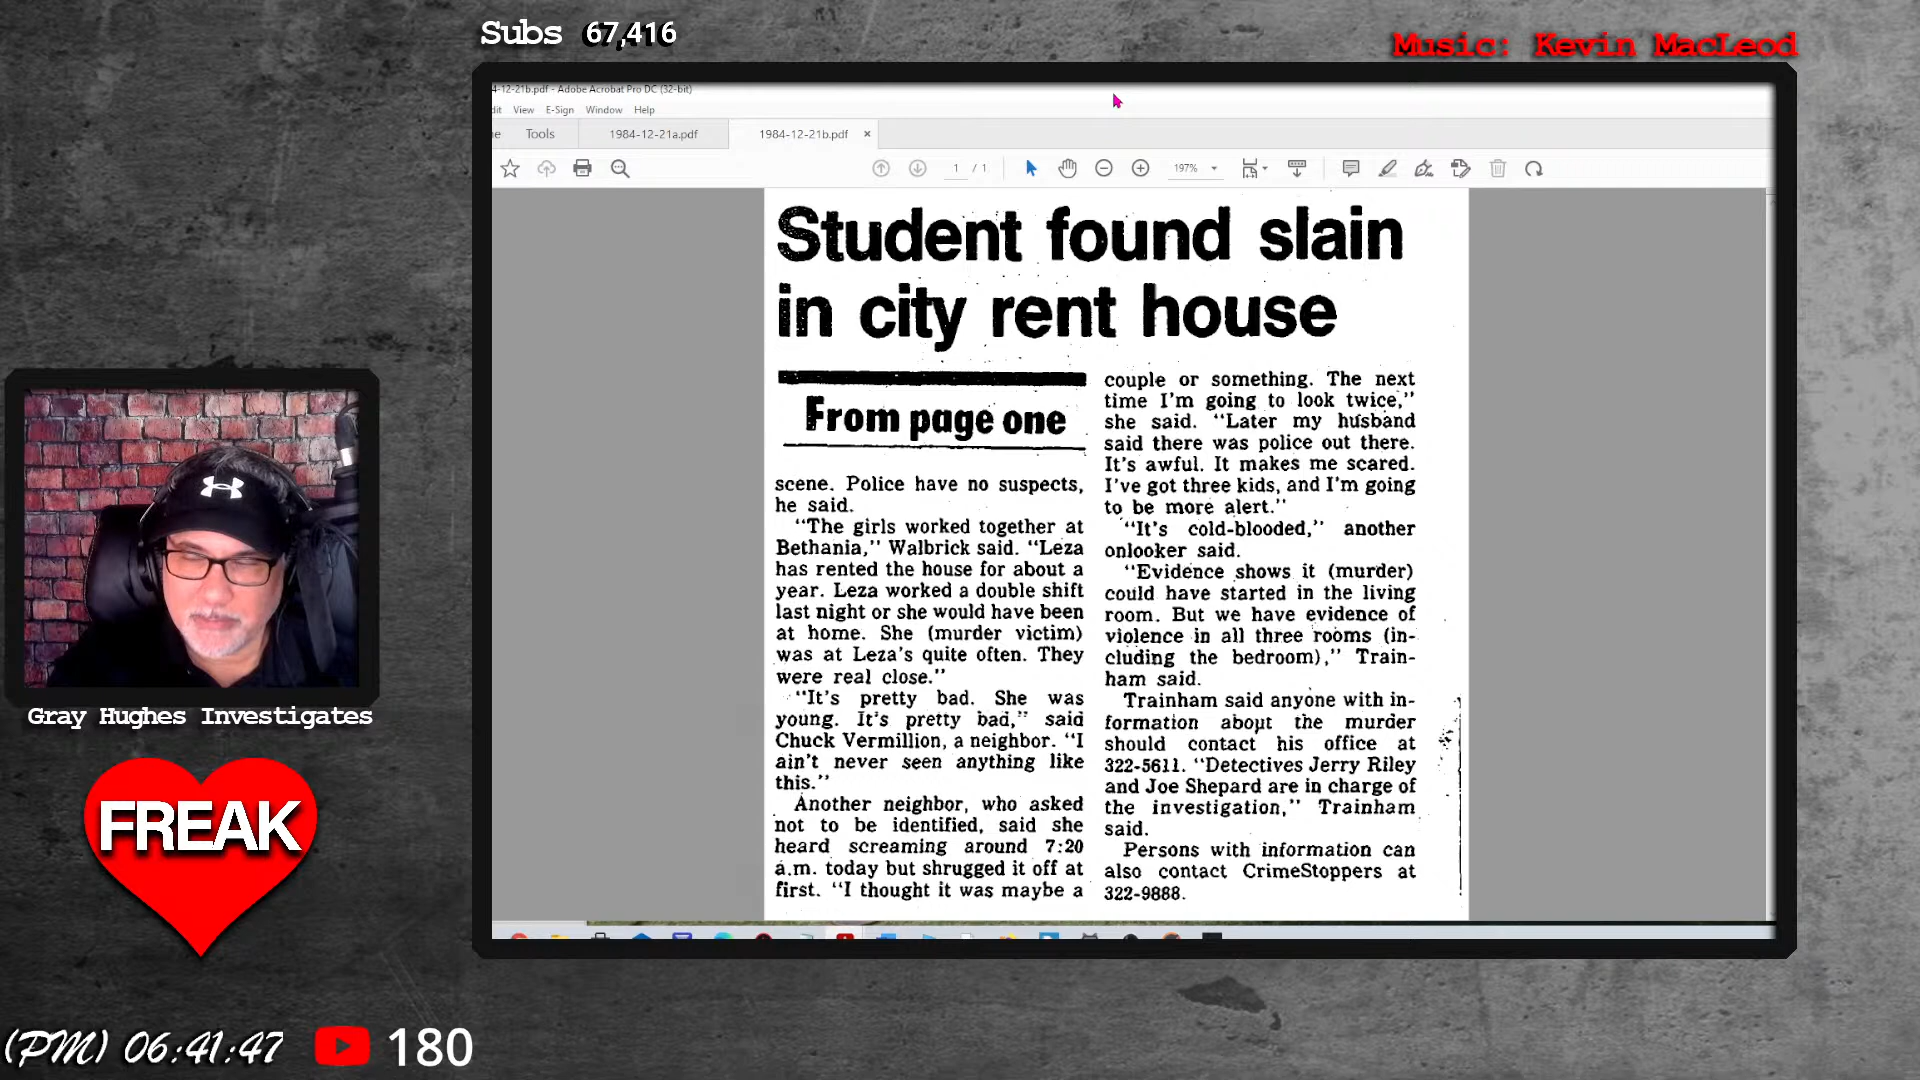 Subs 67,416
Music: Kevin MacLeod
4-12-21b.pdf - Adobe Acrobat Pro DC (32-bit)
dit View E-Sign Window Help
ne Tools 1984-12-21a.pdf 1984-12-21b.pdf ×
1 / 1 197%
Student found slain
in city rent house
From page one
scene. Police have no suspects,
he said.
"The girls worked together at
Bethania," Walbrick said. "Leza
has rented the house for about a
year. Leza worked a double shift
last night or she would have been
at home. She (murder victim)
was at Leza's quite often. They
were real close."
"It's pretty bad. She was
young. It's pretty bad," said
Chuck Vermillion, a neighbor. "I
ain't never seen anything like
this."
Another neighbor, who asked
not to be identified, said she
heard screaming around 7:20
a.m. today but shrugged it off at
first. "I thought it was maybe a
couple or something. The next
time I'm going to look twice,"
she said. "Later my husband
said there was police out there.
It's awful. It makes me scared.
I've got three kids, and I'm going
to be more alert."
"It's cold-blooded," another
onlooker said.
"Evidence shows it (murder)
could have started in the living
room. But we have evidence of
violence in all three rooms (in-
cluding the bedroom)," Train-
ham said.
Trainham said anyone with in-
formation about the murder
should contact his office at
322-5611. "Detectives Jerry Riley
and Joe Shepard are in charge of
the investigation," Trainham
said.
Persons with information can
also contact CrimeStoppers at
322-9888.
Gray Hughes Investigates
FREAK
(PM) 06:41:47 180